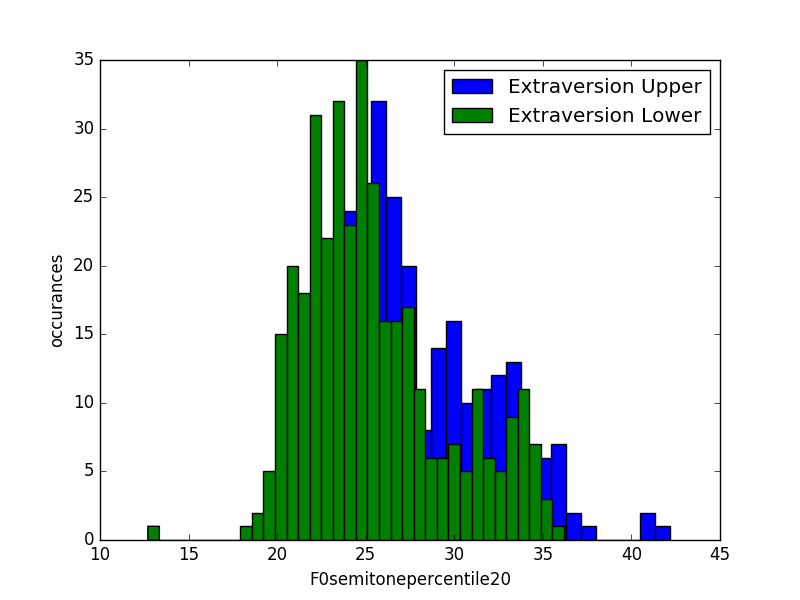 35
30
25
20
15
10
5
0
occurances
Extraversion Upper
Extraversion Lower
10 15 20 25 30 35 40 45
F0semitonepercentile20